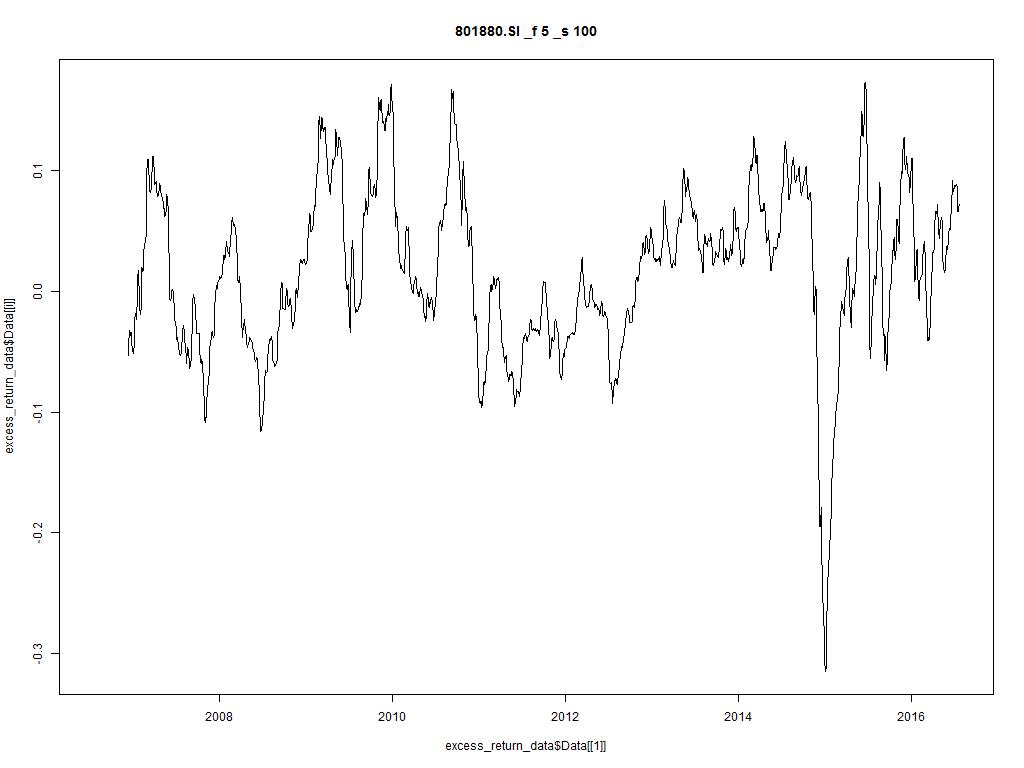 801880.SI _f 5 _s 100
excess_return_data$Data[[i]]
0.1
0.0
-0.1
-0.2
-0.3
2008 2010 2012 2014 2016
excess_return_data$Data[[1]]